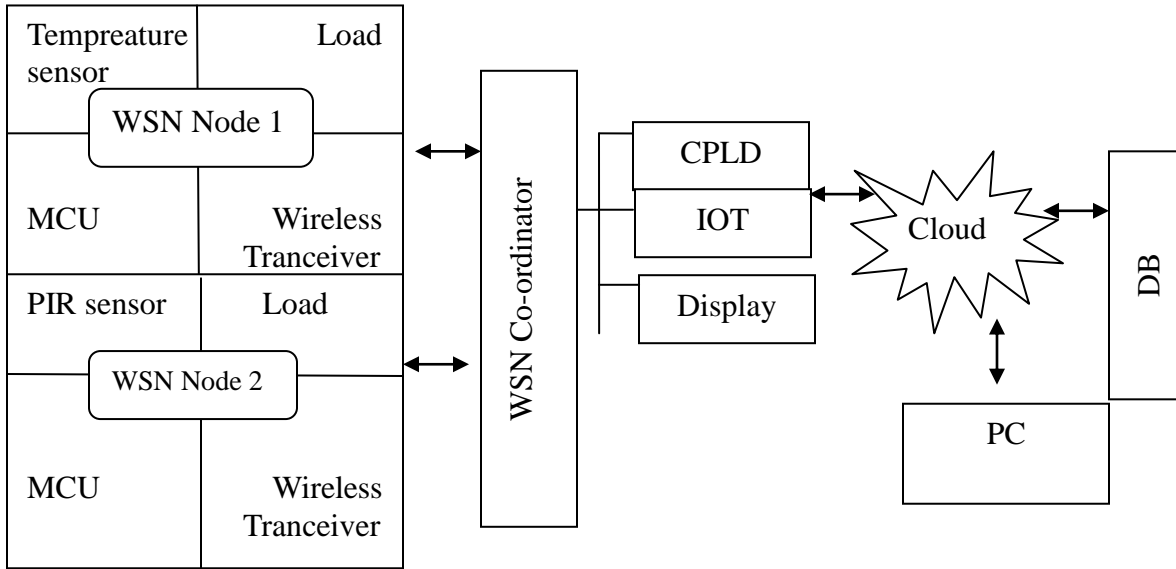 Tempreature
sensor
Load
WSN Node 1
MCU
Wireless
Tranceiver
PIR sensor
Load
WSN Node 2
MCU
Wireless
Tranceiver
WSN Co-ordinator
CPLD
IOT
Display
Cloud
DB
PC